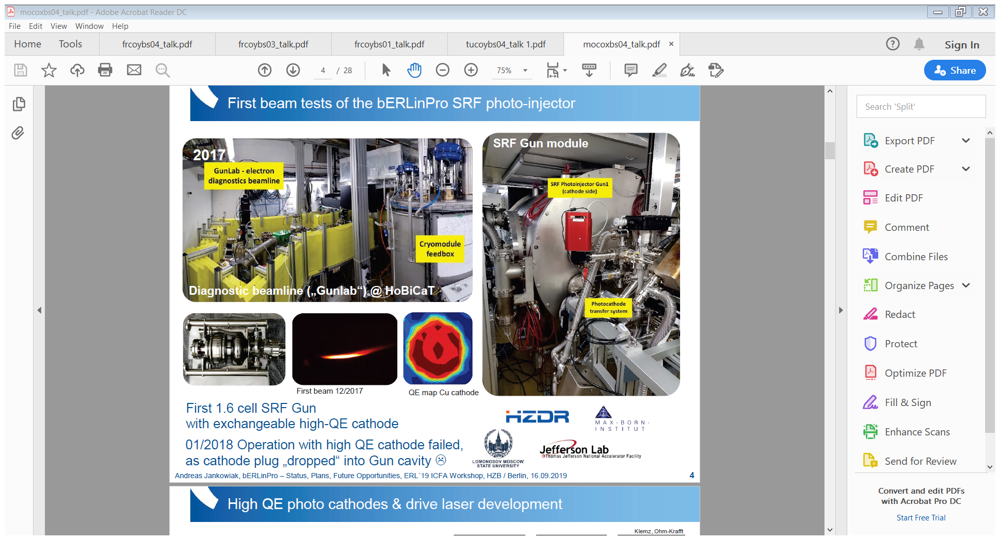 mocoxbs04_talk.pdf - Adobe Acrobat Reader DC
File Edit View Window Help
Home Tools frcoybs04_talk.pdf frcoybs03_talk.pdf frcoybs01_talk.pdf tucoybs04_talk 1.pdf mocoxbs04_talk.pdf × Sign In
4 / 28 75% Share
First beam tests of the bERLinPro SRF photo-injector
2017
GunLab - electron
diagnostics beamline
Cryomodule
feedbox
Diagnostic beamline („Gunlab“) @ HoBiCaT
SRF Gun module
SRF Photoinjector Gun1
(cathode side)
Photocathode
transfer system
First beam 12/2017
QE map Cu cathode
First 1.6 cell SRF Gun
with exchangeable high-QE cathode
01/2018 Operation with high QE cathode failed,
as cathode plug „dropped“ into Gun cavity ☹
HZDR
MBI
MAX-BORN-
INSTITUT
LOMONOSOV MOSCOW
STATE UNIVERSITY
Jefferson Lab
Thomas Jefferson National Accelerator Facility
Andreas Jankowiak, bERLinPro – Status, Plans, Future Opportunities, ERL´19 ICFA Workshop, HZB / Berlin, 16.09.2019 4
High QE photo cathodes & drive laser development
Klemz, Ohm-Krafft
Search 'Split'
Export PDF
Create PDF
Edit PDF
Comment
Combine Files
Organize Pages
Redact
Protect
Optimize PDF
Fill & Sign
Enhance Scans
Send for Review
Convert and edit PDFs
with Acrobat Pro DC
Start Free Trial